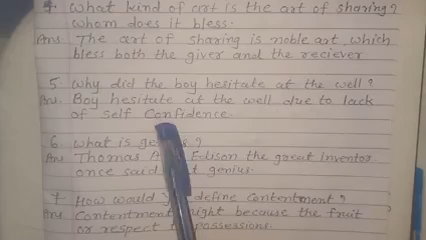 4 What kind of art is the art of sharing?
whom does it bless.
Ans The art of sharing is noble art which
bless both the giver and the reciever
5 why did the boy hesitate at the well?
Ans. Boy hesitate at the well due to lack
of self Confidence.
6 what is ?
Ans Thomas Edison the great inventor
once said genius.
7 How would define Contentment?
Ans Contentment might because the fruit
or respect possessions.